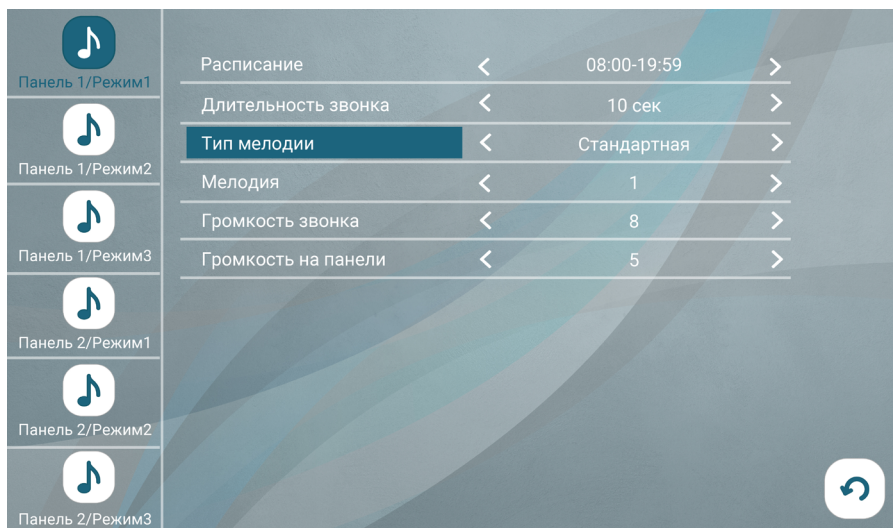 Панель 1/Режим1
Панель 1/Режим2
Панель 1/Режим3
Панель 2/Режим1
Панель 2/Режим2
Панель 2/Режим3
Расписание 08:00-19:59
Длительность звонка 10 сек
Тип мелодии Стандартная
Мелодия 1
Громкость звонка 8
Громкость на панели 5